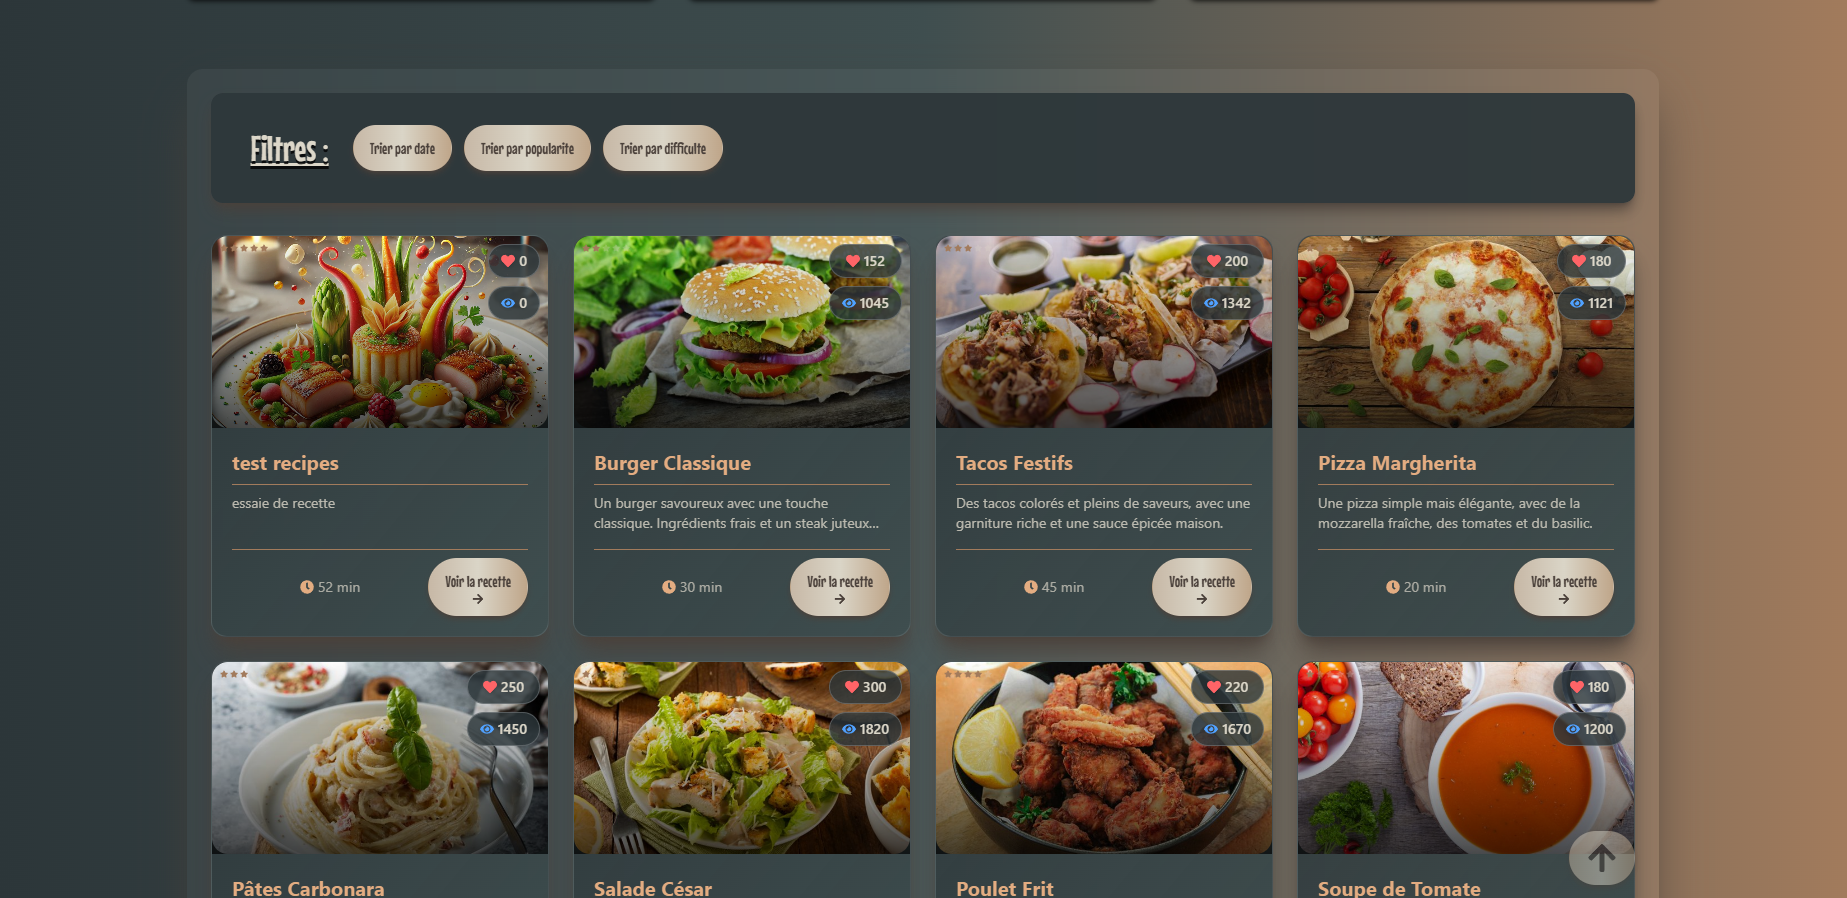 Filtres :
Trier par date
Trier par popularite
Trier par difficulte
0
0
152
1045
200
1342
180
1121
test recipes
essaie de recette
52 min
Voir la recette
Burger Classique
Un burger savoureux avec une touche
classique. Ingrédients frais et un steak juteux...
30 min
Voir la recette
Tacos Festifs
Des tacos colorés et pleins de saveurs, avec une
garniture riche et une sauce épicée maison.
45 min
Voir la recette
Pizza Margherita
Une pizza simple mais élégante, avec de la
mozzarella fraîche, des tomates et du basilic.
20 min
Voir la recette
250
1450
300
1820
220
1670
180
1200
Pâtes Carbonara
Salade César
Poulet Frit
Soupe de Tomate